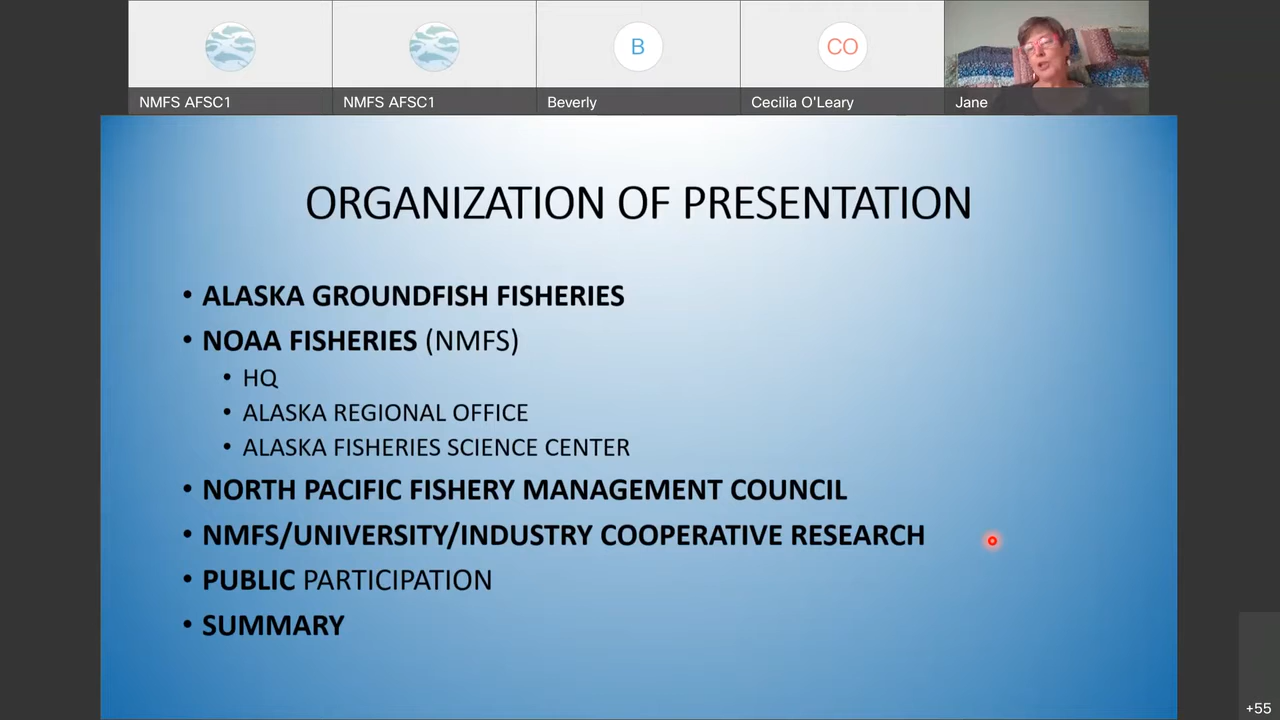 B
CO
NMFS AFSC1
NMFS AFSC1
Beverly
Cecilia O'Leary
Jane
ORGANIZATION OF PRESENTATION
• ALASKA GROUNDFISH FISHERIES
• NOAA FISHERIES (NMFS)
• HQ
• ALASKA REGIONAL OFFICE
• ALASKA FISHERIES SCIENCE CENTER
• NORTH PACIFIC FISHERY MANAGEMENT COUNCIL
• NMFS/UNIVERSITY/INDUSTRY COOPERATIVE RESEARCH
• PUBLIC PARTICIPATION
• SUMMARY
+55